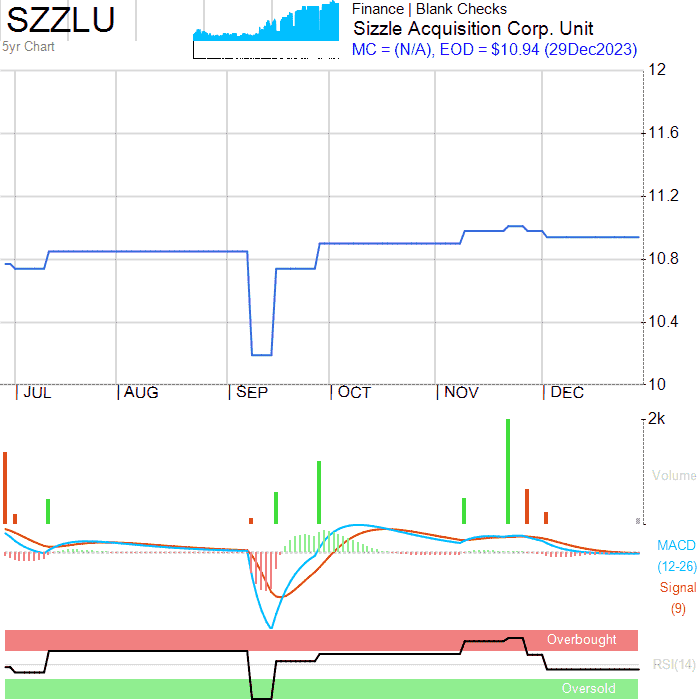 SZZLU
5yr Chart
Finance | Blank Checks
Sizzle Acquisition Corp. Unit
MC = (N/A), EOD = $10.94 (29Dec2023)
12
11.6
11.2
10.8
10.4
10
JUL AUG SEP OCT NOV DEC
2k
Volume
MACD
(12-26)
Signal
(9)
Overbought
RSI(14)
Oversold